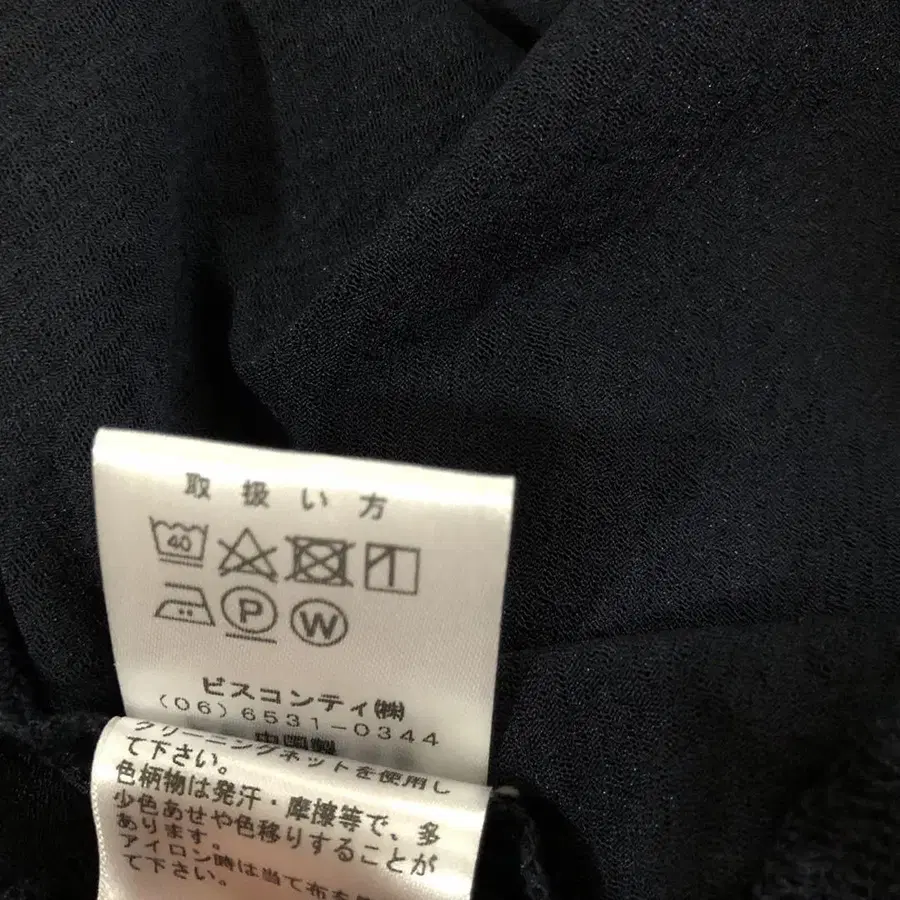 取扱い方
40
P W
ビスコンティ(株)
(06)6531-0344
中国製
クリーニングネットを使用し
て下さい。
色柄物は発汗・摩擦等で、多
少色あせや色移りすることが
あります。
アイロン時は当て布を
て下さい。